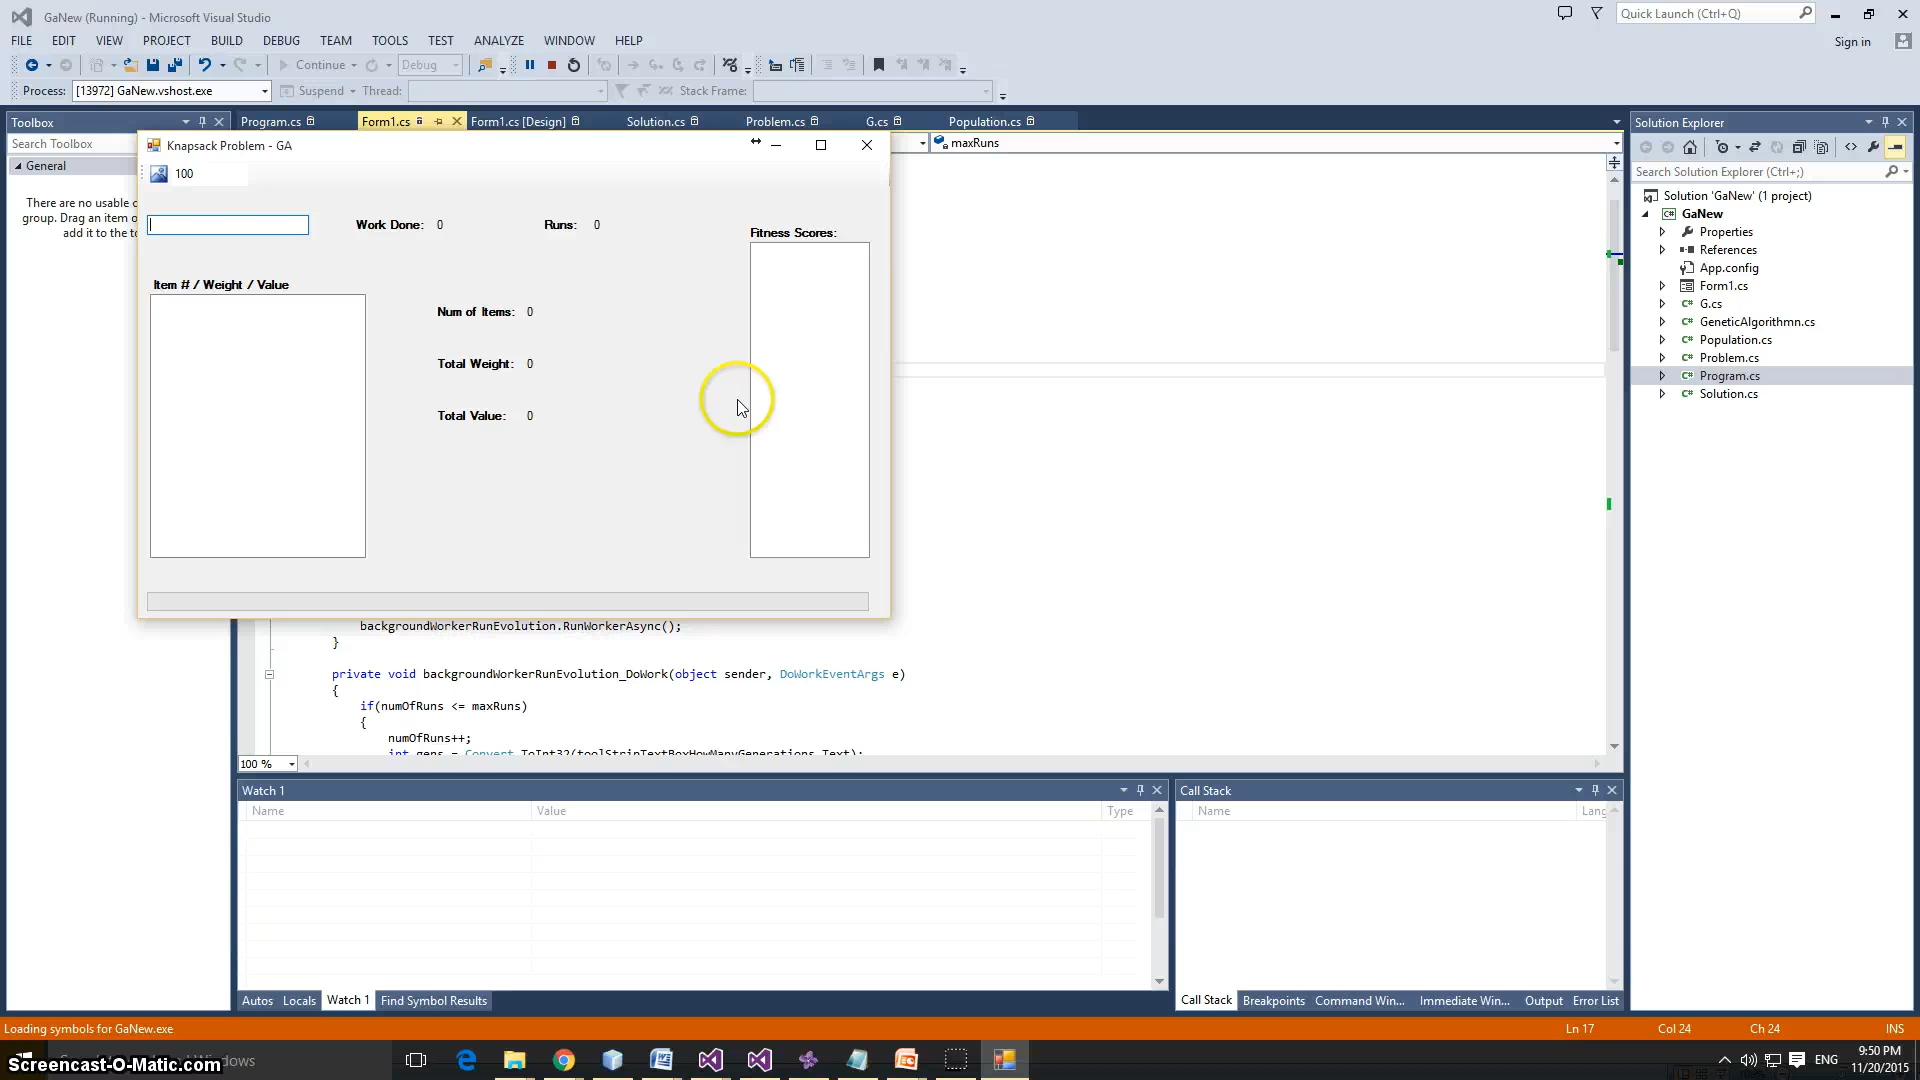 GaNew (Running) - Microsoft Visual Studio
Quick Launch (Ctrl+Q)
FILE EDIT VIEW PROJECT BUILD DEBUG TEAM TOOLS TEST ANALYZE WINDOW HELP
Sign in
Continue Debug
Process: [13972] GaNew.vshost.exe Suspend Thread: Stack Frame:
Toolbox
Program.cs Form1.cs Form1.cs [Design] Solution.cs Problem.cs G.cs Population.cs
Solution Explorer
Search Toolbox
maxRuns
General
There are no usable c
group. Drag an item o
add it to the to
Knapsack Problem - GA
100
Work Done: 0 Runs: 0
Fitness Scores:
Item # / Weight / Value
Num of Items: 0
Total Weight: 0
Total Value: 0
Search Solution Explorer (Ctrl+;)
Solution 'GaNew' (1 project)
GaNew
Properties
References
App.config
Form1.cs
G.cs
GeneticAlgorithmn.cs
Population.cs
Problem.cs
Program.cs
Solution.cs
backgroundWorkerRunEvolution.RunWorkerAsync();
}
private void backgroundWorkerRunEvolution_DoWork(object sender, DoWorkEventArgs e)
{
if(numOfRuns <= maxRuns)
{
numOfRuns++;
int gens = Convert.ToInt32(toolStripTextBoxHowManyGenerations.Text);
100 %
Watch 1
Name Value Type
Call Stack
Name Lang
Autos Locals Watch 1 Find Symbol Results
Call Stack Breakpoints Command Win... Immediate Win... Output Error List
Loading symbols for GaNew.exe
Ln 17 Col 24 Ch 24 INS
Screencast-O-Matic.com
ENG
9:50 PM
11/20/2015